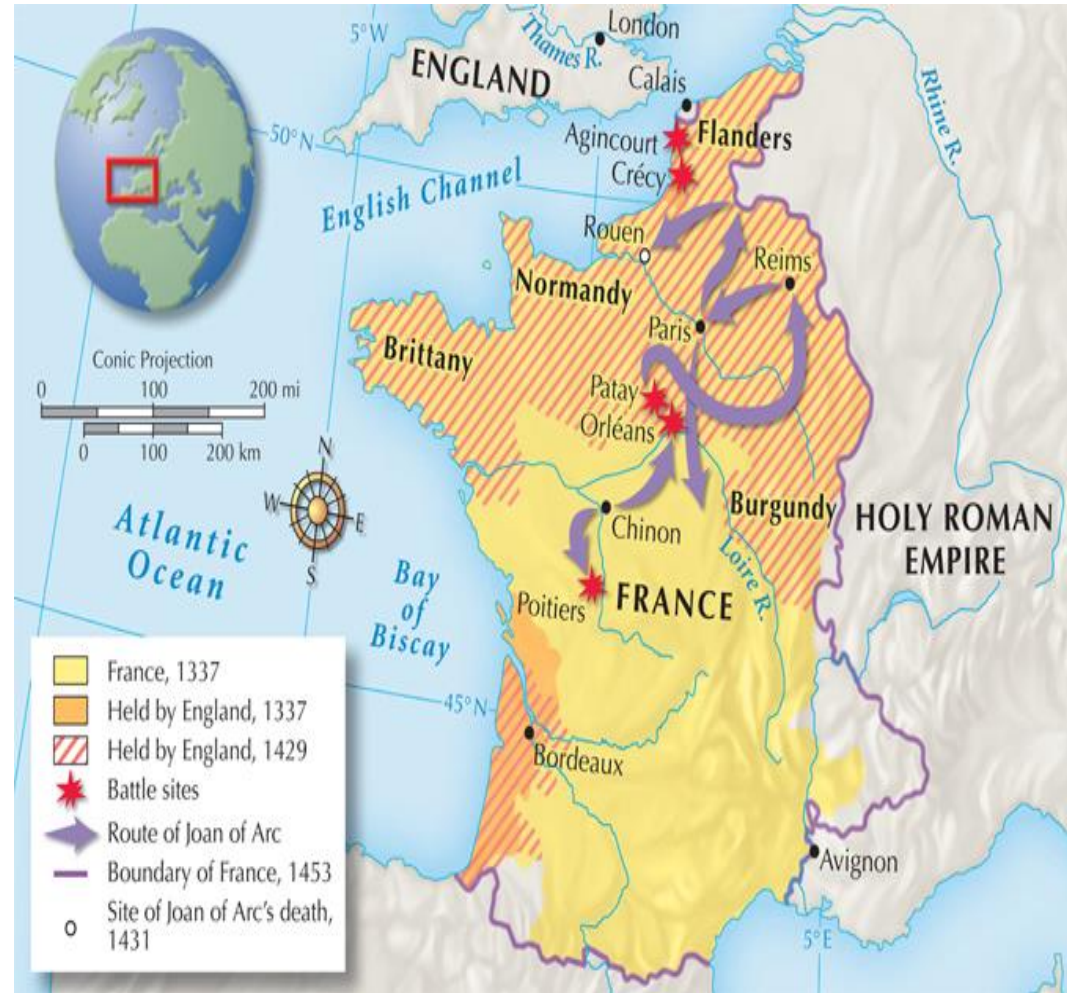 London
5°W
Thames R.
ENGLAND
Calais
Rhine R.
50°N
Agincourt
Flanders
Crécy
English Channel
Rouen
Reims
Normandy
Paris
Brittany
Conic Projection
0 100 200 mi
0 100 200 km
Patay
Orléans
N
W
E
S
Burgundy
HOLY ROMAN
EMPIRE
Chinon
Loire R.
Atlantic
Ocean
Bay
of
Biscay
Poitiers
FRANCE
45°N
Bordeaux
Avignon
5°E
France, 1337
Held by England, 1337
Held by England, 1429
Battle sites
Route of Joan of Arc
Boundary of France, 1453
Site of Joan of Arc's death,
1431